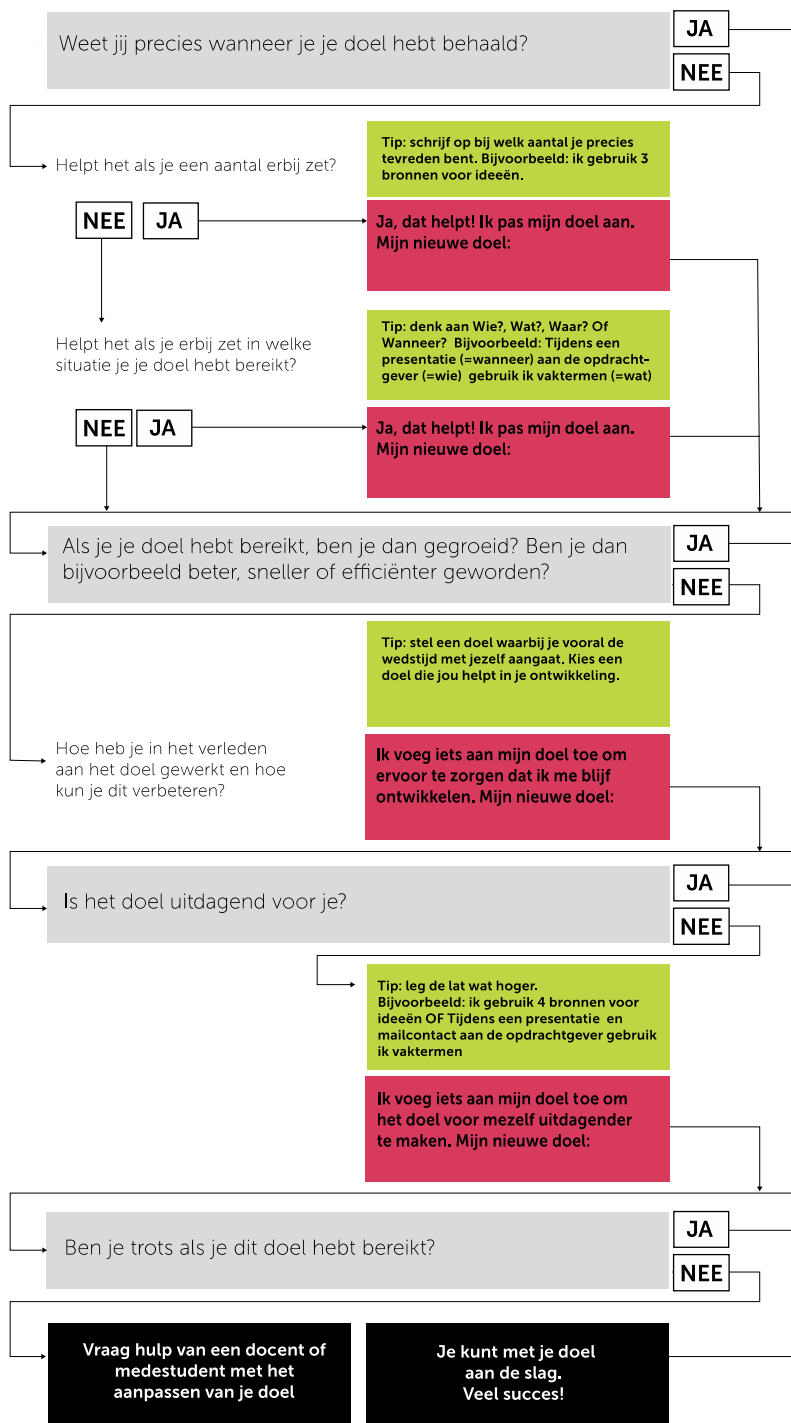 Weet jij precies wanneer je je doel hebt behaald?
JA
NEE
Helpt het als je een aantal erbij zet?
Tip: schrijf op bij welk aantal je precies
tevreden bent. Bijvoorbeeld: ik gebruik 3
bronnen voor ideeën.
NEE
JA
Ja, dat helpt! Ik pas mijn doel aan.
Mijn nieuwe doel:
Helpt het als je erbij zet in welke
situatie je je doel hebt bereikt?
Tip: denk aan Wie?, Wat?, Waar? Of
Wanneer? Bijvoorbeeld: Tijdens een
presentatie (=wanneer) aan de opdracht-
gever (=wie) gebruik ik vaktermen (=wat)
NEE
JA
Ja, dat helpt! Ik pas mijn doel aan.
Mijn nieuwe doel:
Als je je doel hebt bereikt, ben je dan gegroeid? Ben je dan
bijvoorbeeld beter, sneller of efficiënter geworden?
JA
NEE
Tip: stel een doel waarbij je vooral de
wedstijd met jezelf aangaat. Kies een
doel die jou helpt in je ontwikkeling.
Hoe heb je in het verleden
aan het doel gewerkt en hoe
kun je dit verbeteren?
Ik voeg iets aan mijn doel toe om
ervoor te zorgen dat ik me blijf
ontwikkelen. Mijn nieuwe doel:
Is het doel uitdagend voor je?
JA
NEE
Tip: leg de lat wat hoger.
Bijvoorbeeld: ik gebruik 4 bronnen voor
ideeën OF Tijdens een presentatie en
mailcontact aan de opdrachtgever gebruik
ik vaktermen
Ik voeg iets aan mijn doel toe om
het doel voor mezelf uitdagender
te maken. Mijn nieuwe doel:
Ben je trots als je dit doel hebt bereikt?
JA
NEE
Vraag hulp van een docent of
medestudent met het
aanpassen van je doel
Je kunt met je doel
aan de slag.
Veel succes!